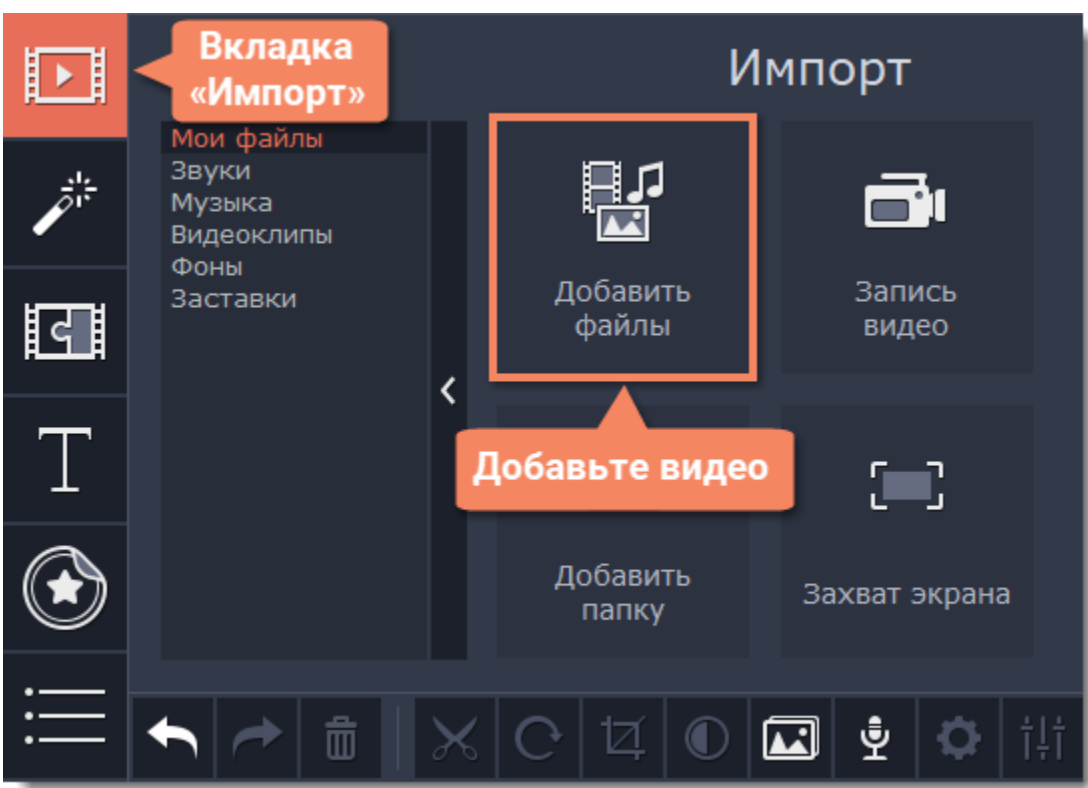 Вкладка
«Импорт»
Импорт
Мои файлы
Звуки
Музыка
Видеоклипы
Фоны
Заставки
Добавить
файлы
Запись
видео
Добавьте видео
Добавить
папку
Захват экрана